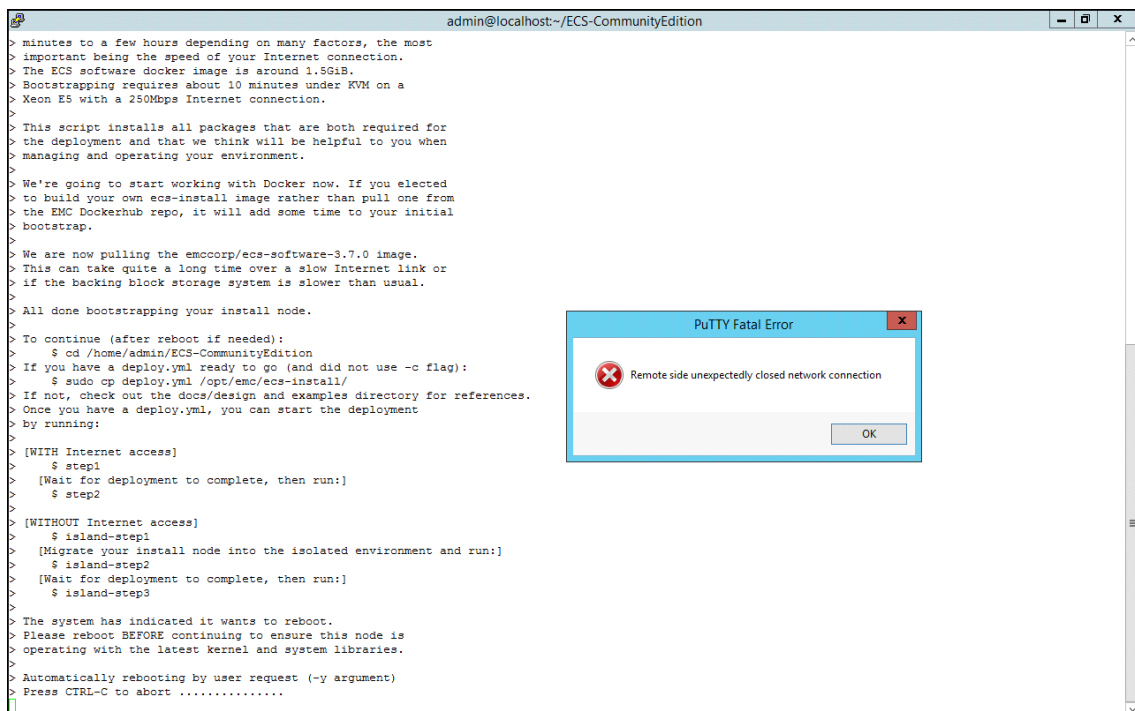 admin@localhost:~/ECS-CommunityEdition
> minutes to a few hours depending on many factors, the most
> important being the speed of your Internet connection.
> The ECS software docker image is around 1.5GiB.
> Bootstrapping requires about 10 minutes under KVM on a
> Xeon E5 with a 250Mbps Internet connection.
>
> This script installs all packages that are both required for
> the deployment and that we think will be helpful to you when
> managing and operating your environment.
>
> We're going to start working with Docker now. If you elected
> to build your own ecs-install image rather than pull one from
> the EMC Dockerhub repo, it will add some time to your initial
> bootstrap.
>
> We are now pulling the emccorp/ecs-software-3.7.0 image.
> This can take quite a long time over a slow Internet link or
> if the backing block storage system is slower than usual.
>
> All done bootstrapping your install node.
>
> To continue (after reboot if needed):
>     $ cd /home/admin/ECS-CommunityEdition
> If you have a deploy.yml ready to go (and did not use -c flag):
>     $ sudo cp deploy.yml /opt/emc/ecs-install/
> If not, check out the docs/design and examples directory for references.
> Once you have a deploy.yml, you can start the deployment
> by running:
>
> [WITH Internet access]
>     $ step1
>   [Wait for deployment to complete, then run:]
>     $ step2
>
> [WITHOUT Internet access]
>     $ island-step1
>   [Migrate your install node into the isolated environment and run:]
>     $ island-step2
>   [Wait for deployment to complete, then run:]
>     $ island-step3
>
> The system has indicated it wants to reboot.
> Please reboot BEFORE continuing to ensure this node is
> operating with the latest kernel and system libraries.
>
> Automatically rebooting by user request (-y argument)
> Press CTRL-C to abort ...............
PuTTY Fatal Error
Remote side unexpectedly closed network connection
OK